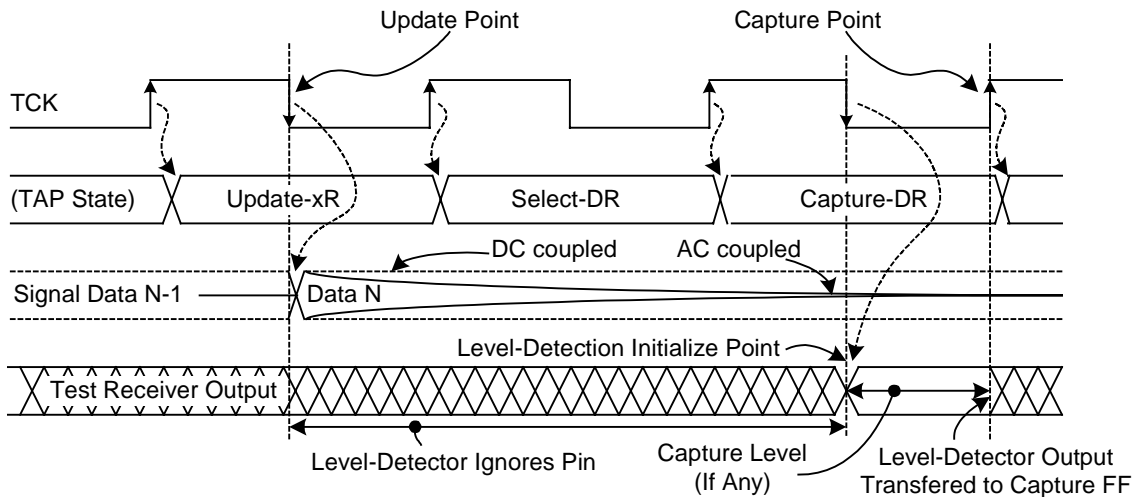 Update Point
Capture Point
TCK
(TAP State)
Update-xR
Select-DR
Capture-DR
DC coupled
AC coupled
Signal Data N-1
Data N
Level-Detection Initialize Point
Test Receiver Output
Level-Detector Ignores Pin
Capture Level
(If Any)
Level-Detector Output
Transfered to Capture FF